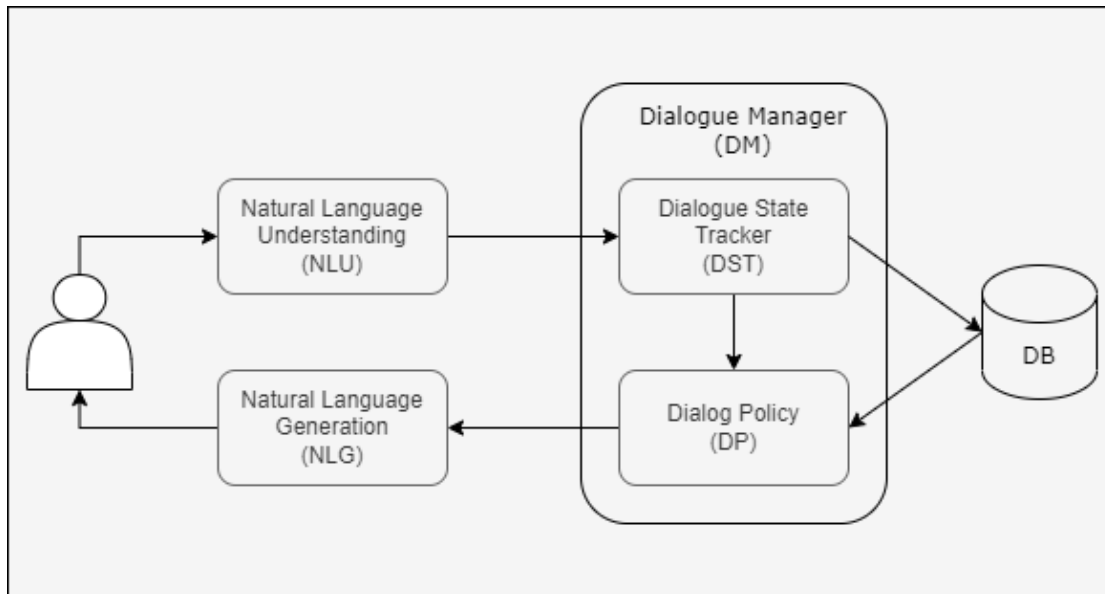 Dialogue Manager
(DM)
Natural Language
Understanding
(NLU)
Dialogue State
Tracker
(DST)
DB
Natural Language
Generation
(NLG)
Dialog Policy
(DP)